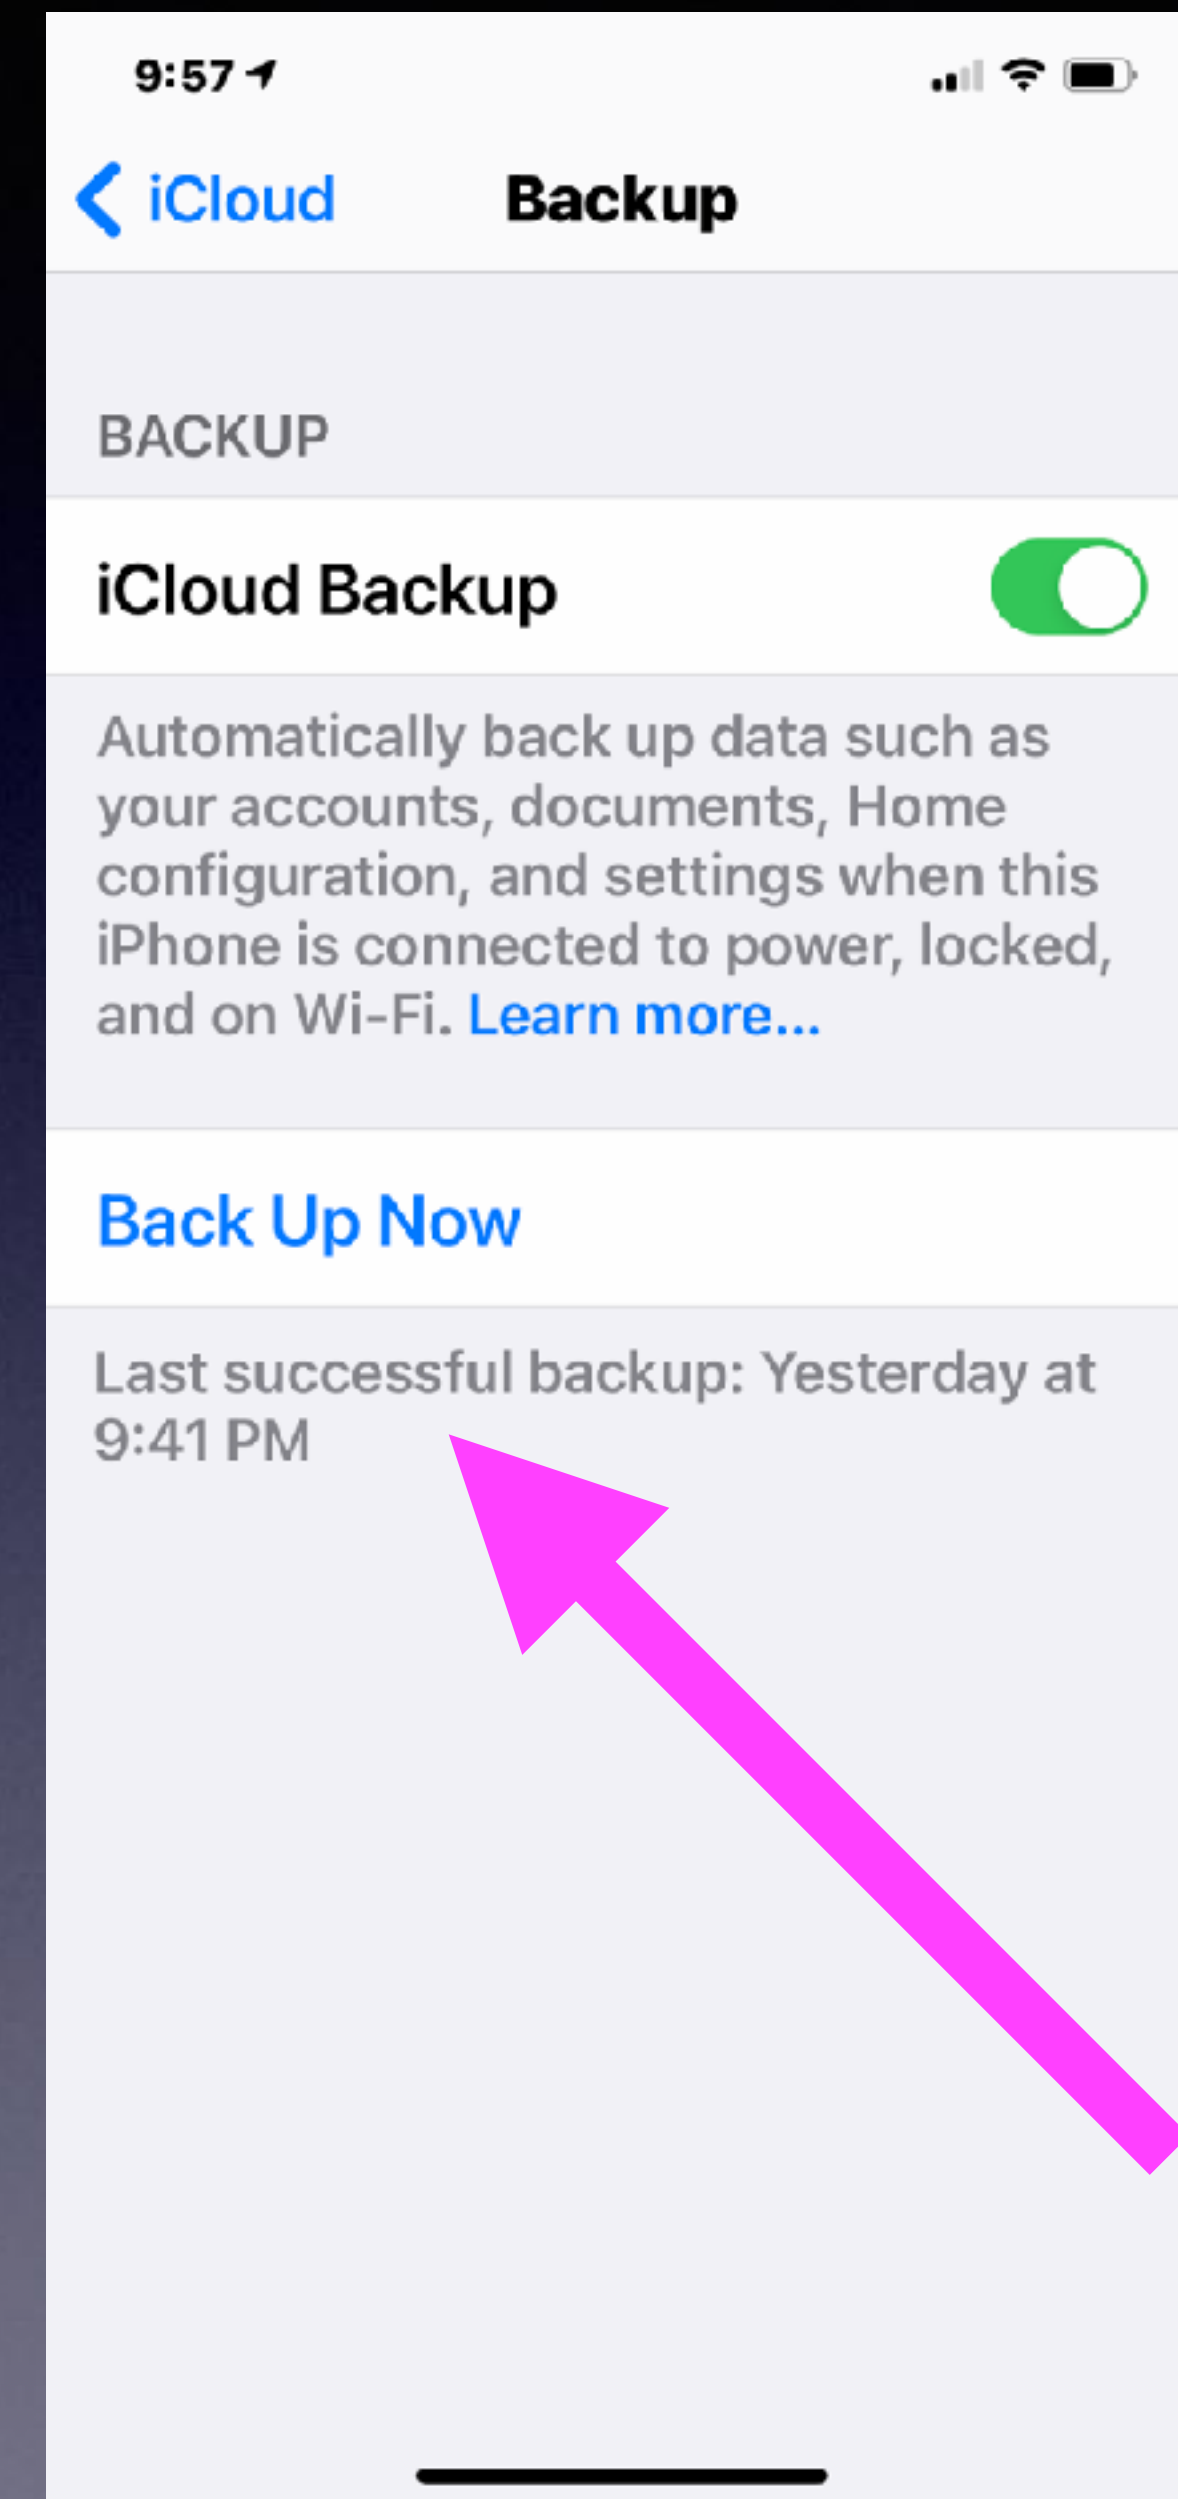 9:57
iCloud
Backup
BACKUP
iCloud Backup
Automatically back up data such as
your accounts, documents, Home
configuration, and settings when this
iPhone is connected to power, locked,
and on Wi-Fi. Learn more...
Back Up Now
Last successful backup: Yesterday at
9:41 PM